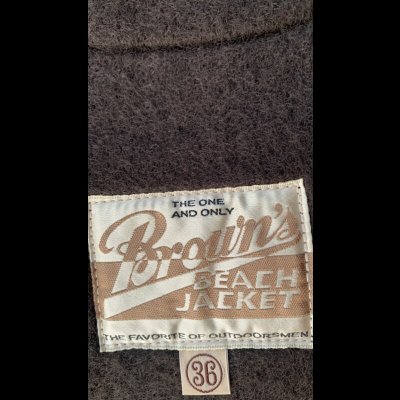 THE ONE
AND ONLY
Brown's
BEACH
JACKET
THE FAVORITE OF OUTDOORSMEN
36